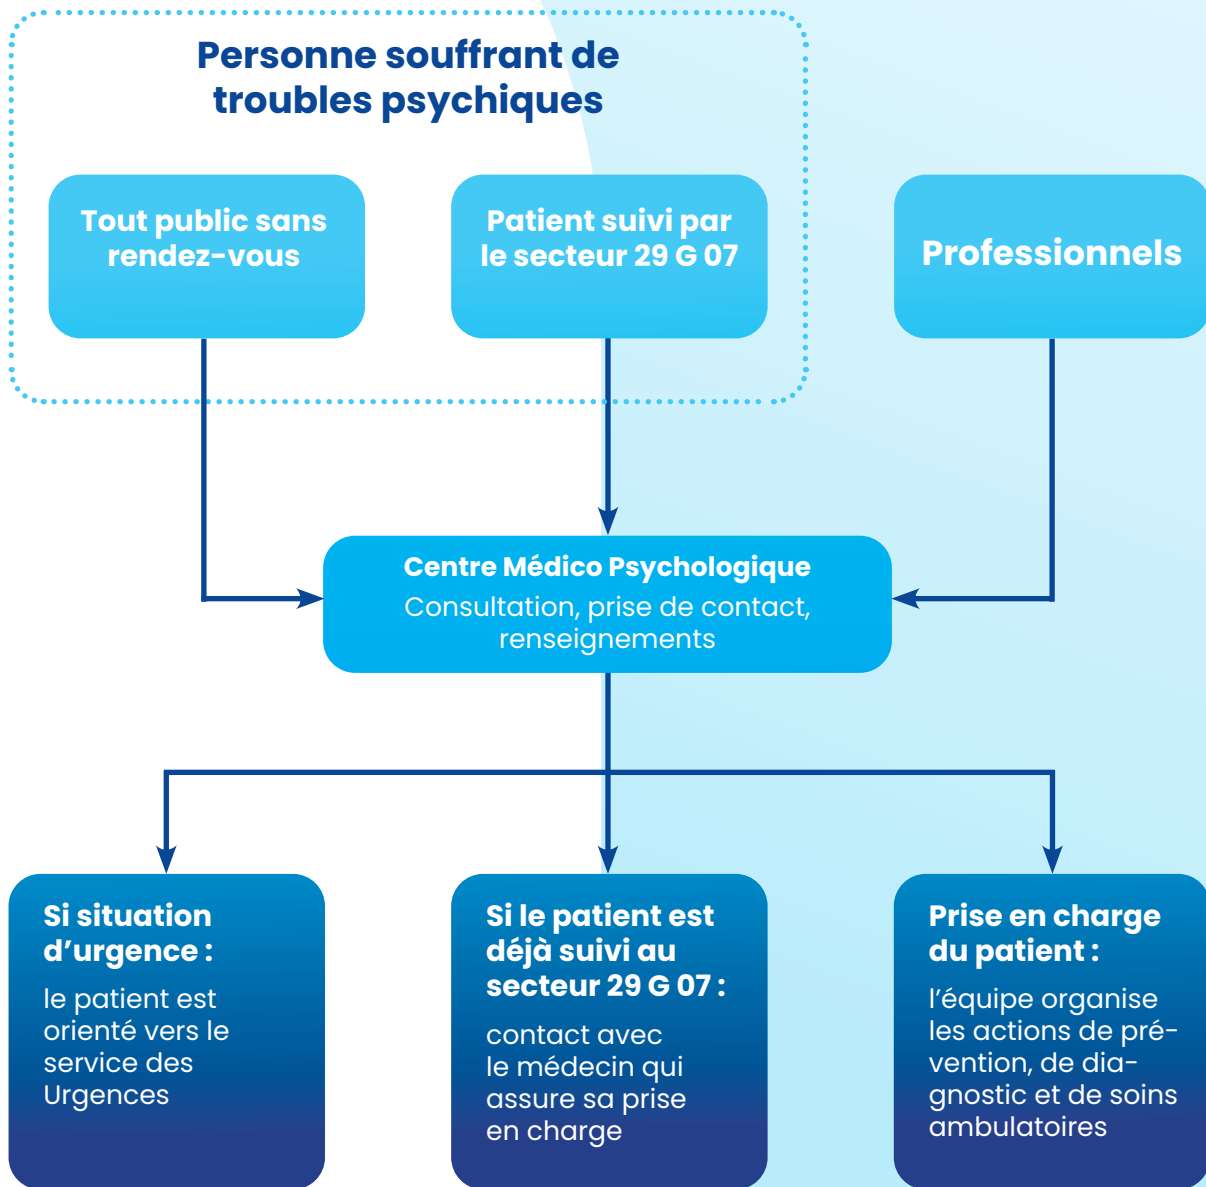 Personne souffrant de
troubles psychiques
Tout public sans
rendez-vous
Patient suivi par
le secteur 29 G 07
Professionnels
Centre Médico Psychologique
Consultation, prise de contact,
renseignements
Si situation
d’urgence :
le patient est
orienté vers le
service des
Urgences
Si le patient est
déjà suivi au
secteur 29 G 07 :
contact avec
le médecin qui
assure sa prise
en charge
Prise en charge
du patient :
l’équipe organise
les actions de pré-
vention, de dia-
gnostic et de soins
ambulatoires